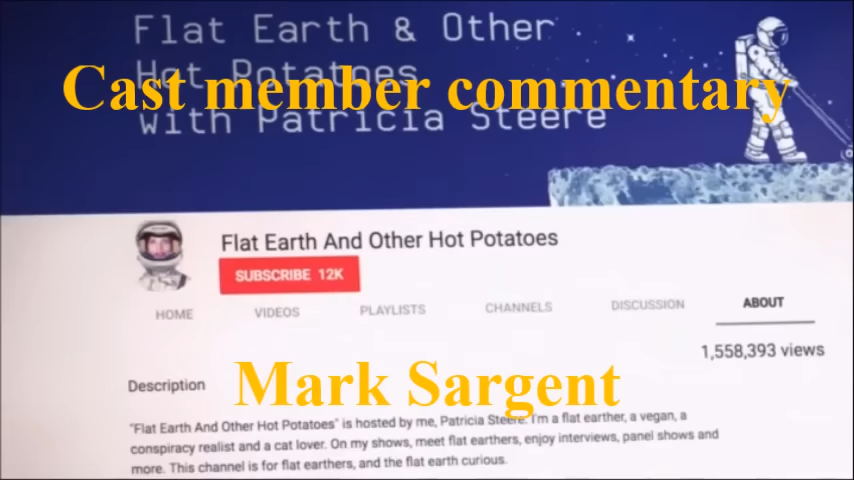 Flat Earth & Other
Hot Potatoes
Cast member commentary
with Patricia Steere
Flat Earth And Other Hot Potatoes
SUBSCRIBE 12K
HOME VIDEOS PLAYLISTS CHANNELS DISCUSSION ABOUT
1,558,393 views
Description
Mark Sargent
"Flat Earth And Other Hot Potatoes" is hosted by me, Patricia Steere. I'm a flat earther, a vegan, a
conspiracy realist and a cat lover. On my shows, meet flat earthers, enjoy interviews, panel shows and
more. This channel is for flat earthers, and the flat earth curious.